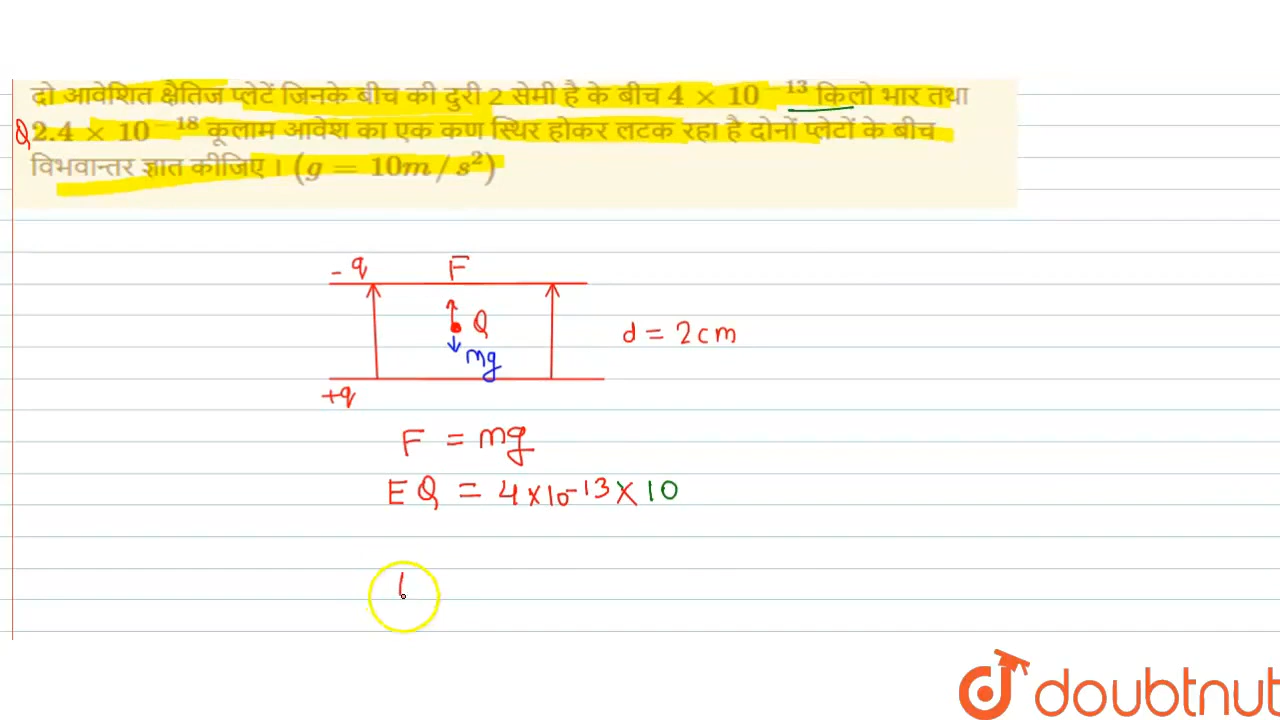 दो आवेशित क्षैतिज प्लेटें जिनके बीच की दुरी 2 सेमी है के बीच 4 × 10⁻¹³ किलो भार तथा
Q 2.4 × 10⁻¹⁸ कूलाम आवेश का एक कण स्थिर होकर लटक रहा है दोनों प्लेटों के बीच
विभवान्तर ज्ञात कीजिए । (g = 10m/s²)
- q F
Q
mg
d = 2cm
+q
F = mg
E Q = 4×10⁻¹³ × 10
doubtnut